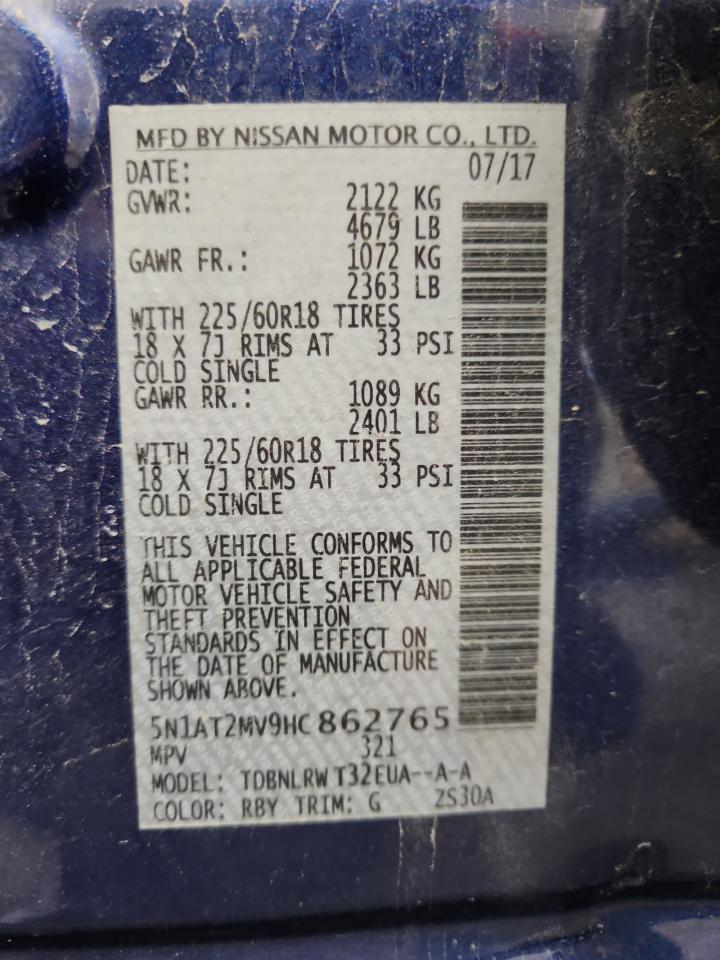 MFD BY NISSAN MOTOR CO., LTD.
DATE: 07/17
GVWR: 2122 KG
4679 LB
GAWR FR.: 1072 KG
2363 LB
WITH 225/60R18 TIRES
18 X 7J RIMS AT 33 PSI
COLD SINGLE
GAWR RR.: 1089 KG
2401 LB
WITH 225/60R18 TIRES
18 X 7J RIMS AT 33 PSI
COLD SINGLE
THIS VEHICLE CONFORMS TO
ALL APPLICABLE FEDERAL
MOTOR VEHICLE SAFETY AND
THEFT PREVENTION
STANDARDS IN EFFECT ON
THE DATE OF MANUFACTURE
SHOWN ABOVE.
5N1AT2MV9HC862765
MPV 321
MODEL: TDBNLRW T32EUA--A-A
COLOR: RBY TRIM: G ZS30A